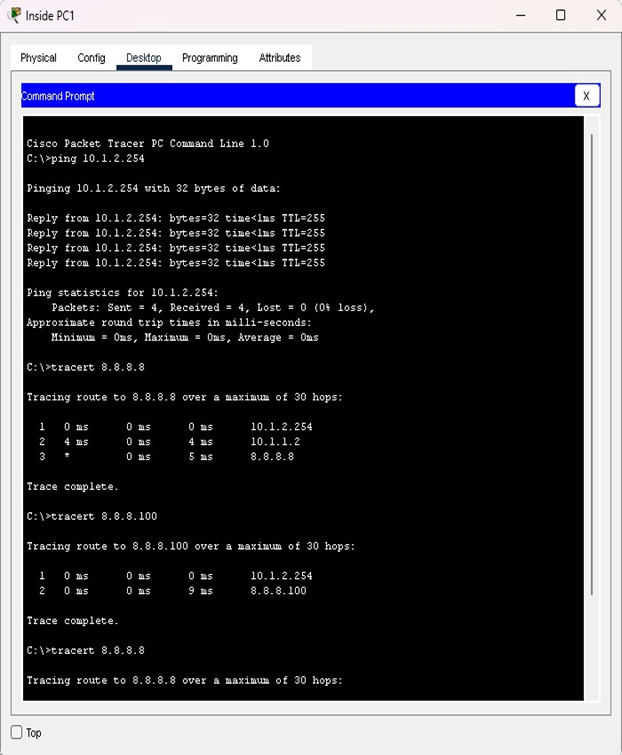 Inside PC1
Physical Config Desktop Programming Attributes
Command Prompt
X
Cisco Packet Tracer PC Command Line 1.0
C:\>ping 10.1.2.254
Pinging 10.1.2.254 with 32 bytes of data:
Reply from 10.1.2.254: bytes=32 time<1ms TTL=255
Reply from 10.1.2.254: bytes=32 time<1ms TTL=255
Reply from 10.1.2.254: bytes=32 time<1ms TTL=255
Reply from 10.1.2.254: bytes=32 time<1ms TTL=255
Ping statistics for 10.1.2.254:
Packets: Sent = 4, Received = 4, Lost = 0 (0% loss),
Approximate round trip times in milli-seconds:
Minimum = 0ms, Maximum = 0ms, Average = 0ms
C:\>tracert 8.8.8.8
Tracing route to 8.8.8.8 over a maximum of 30 hops:
1 0 ms 0 ms 0 ms 10.1.2.254
2 4 ms 0 ms 4 ms 10.1.1.2
3 * 0 ms 5 ms 8.8.8.8
Trace complete.
C:\>tracert 8.8.8.100
Tracing route to 8.8.8.100 over a maximum of 30 hops:
1 0 ms 0 ms 0 ms 10.1.2.254
2 0 ms 0 ms 9 ms 8.8.8.100
Trace complete.
C:\>tracert 8.8.8.8
Tracing route to 8.8.8.8 over a maximum of 30 hops:
Top